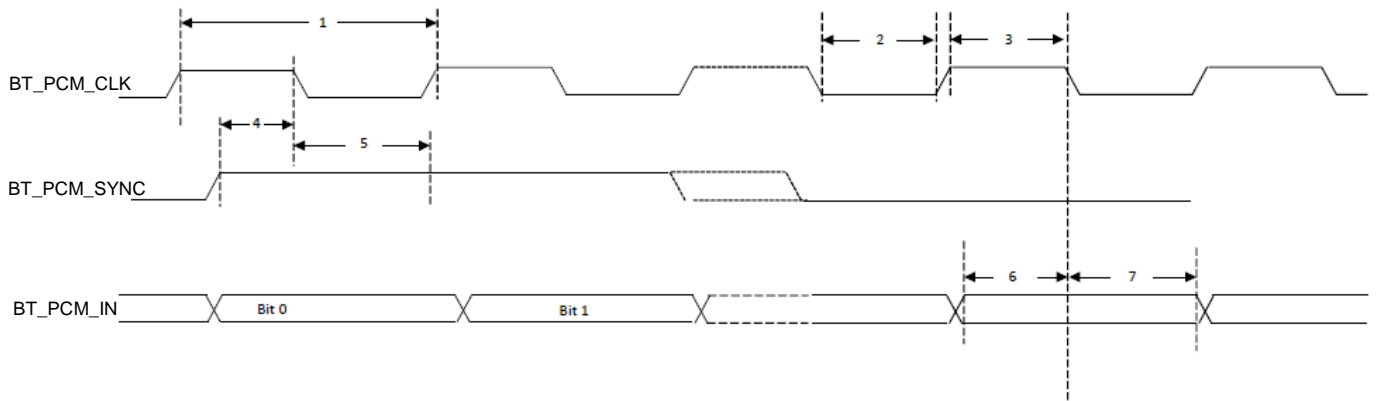 1
2
3
BT_PCM_CLK
4
5
BT_PCM_SYNC
6
7
BT_PCM_IN
Bit 0
Bit 1